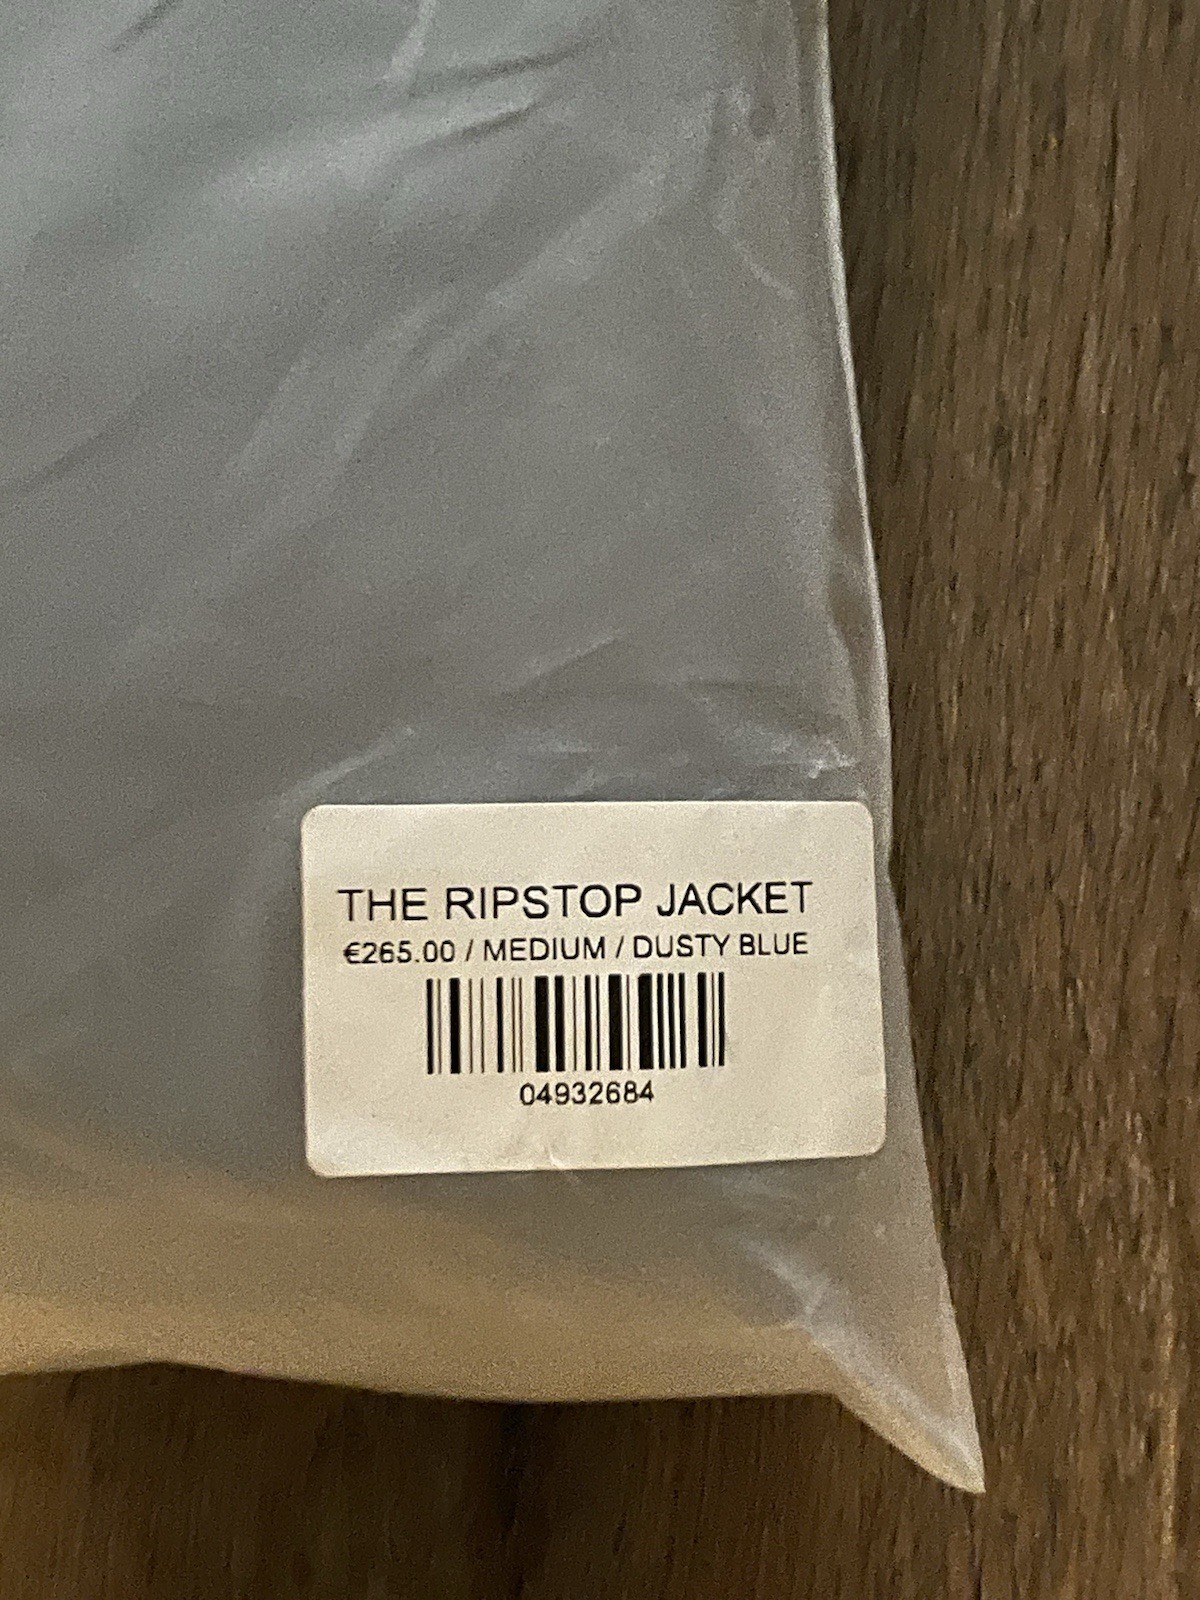 THE RIPSTOP JACKET
€265.00 / MEDIUM / DUSTY BLUE
04932684